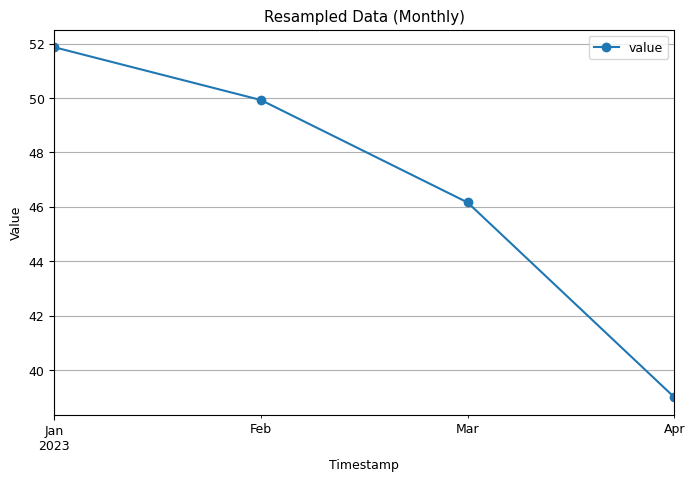 Resampled Data (Monthly)
value
52
50
48
46
44
42
40
Value
Jan
2023
Feb
Mar
Apr
Timestamp